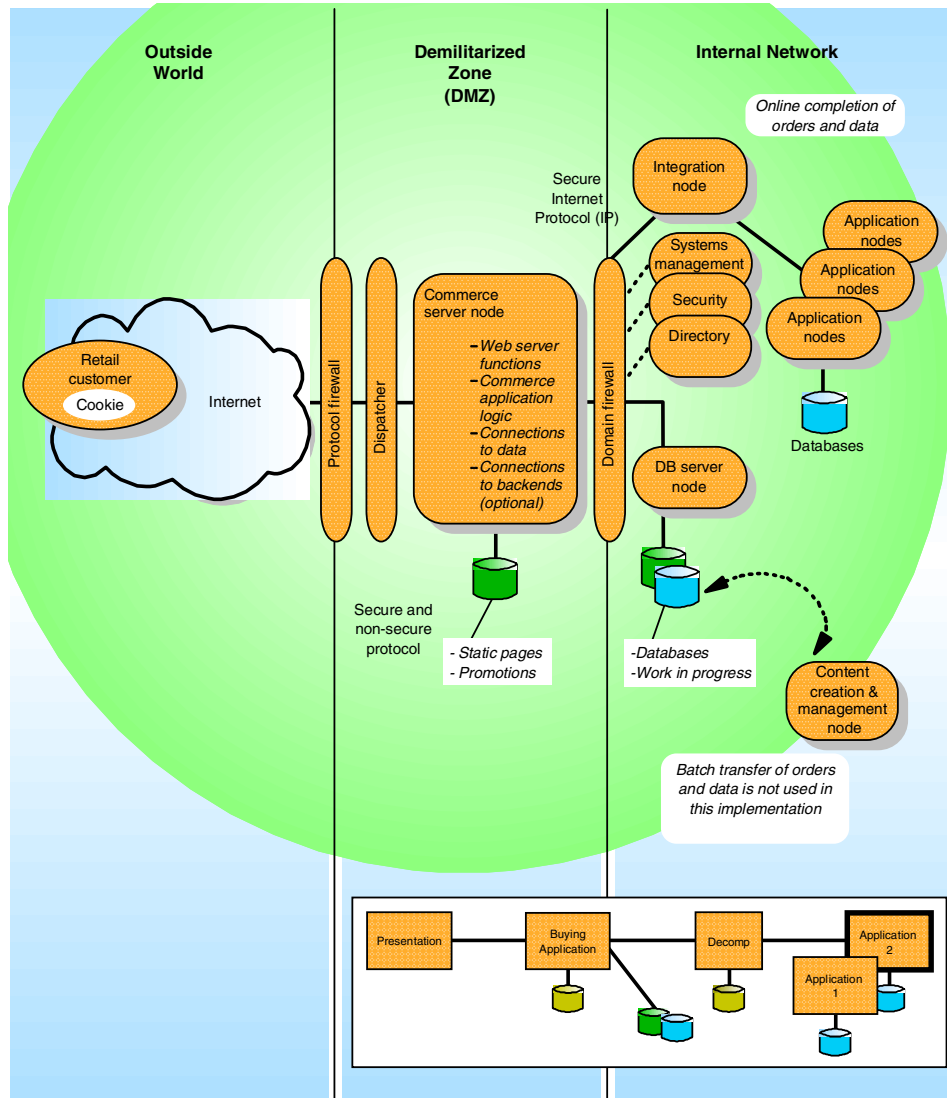 Outside
World
Demilitarized
Zone
(DMZ)
Internal Network
Online completion of
orders and data
Integration
node
Secure
Internet
Protocol (IP)
Application
nodes
Systems
management
Application
nodes
Security
Application
nodes
Directory
Databases
Retail
customer
Cookie
Internet
Protocol firewall
Dispatcher
Commerce
server node
– Web server
functions
– Commerce
application
logic
– Connections
to data
– Connections
to backends
(optional)
Domain firewall
DB server
node
Secure and
non-secure
protocol
- Static pages
- Promotions
-Databases
-Work in progress
Content
creation &
management
node
Batch transfer of orders
and data is not used in
this implementation
Presentation
Buying
Application
Decomp
Application
2
Application
1